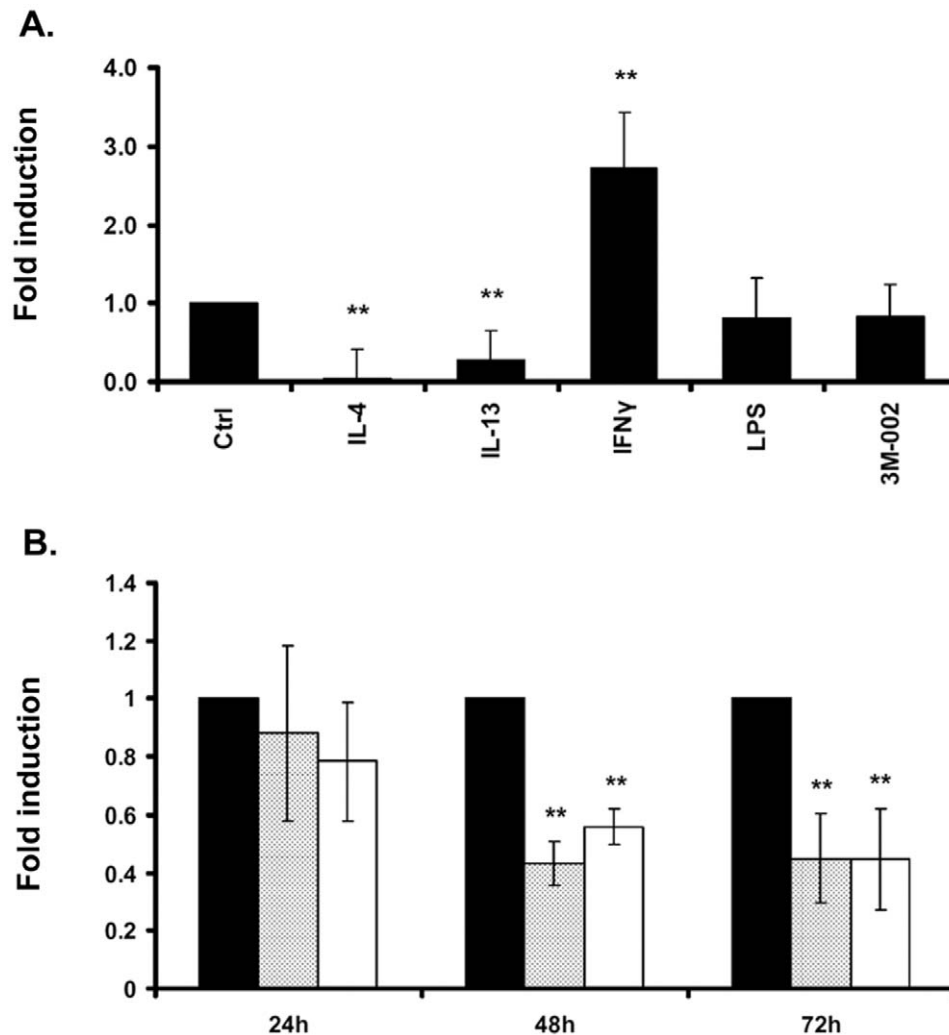 A.
Fold induction
4.0
3.0
2.0
1.0
0.0
**
**
**
Ctrl
IL-4
IL-13
IFNγ
LPS
3M-002
B.
Fold induction
1.4
1.2
1
0.8
0.6
0.4
0.2
0
**
**
**
**
24h
48h
72h